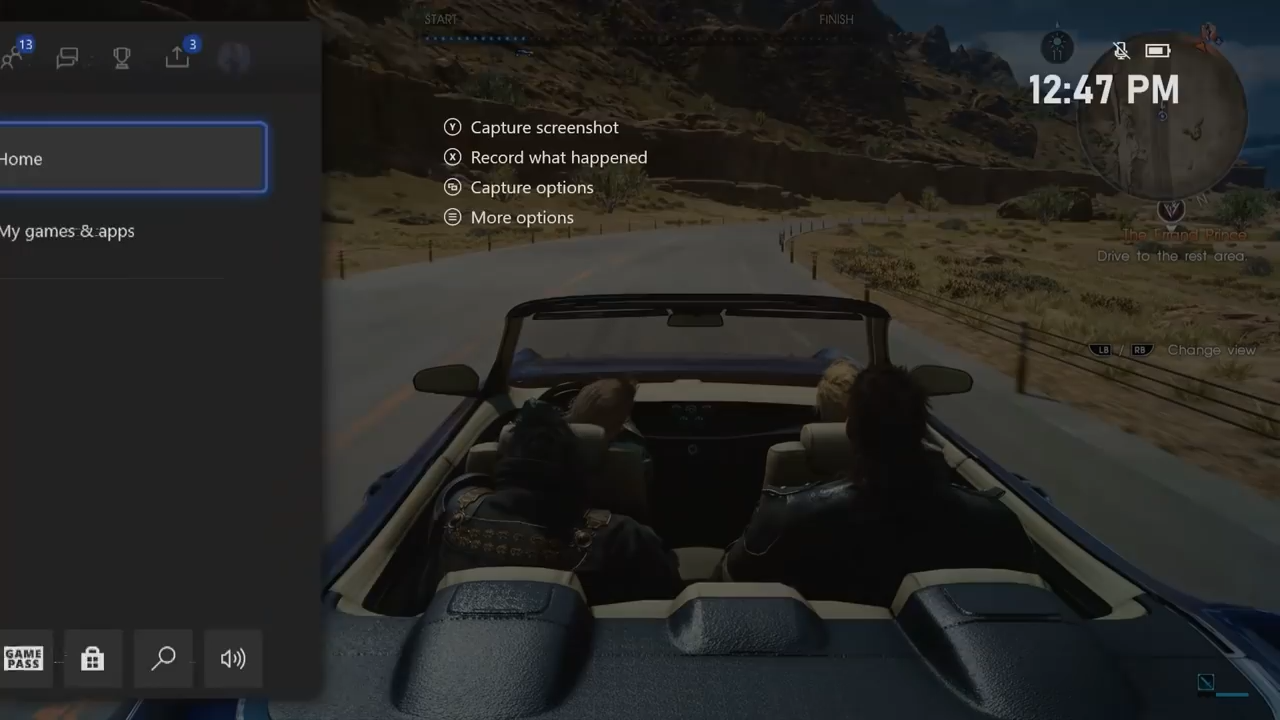 START
FINISH
13
3
12:47 PM
Home
Y Capture screenshot
X Record what happened
Capture options
More options
My games & apps
N
The Errand Prince
Drive to the rest area.
LB / RB Change view
GAME
PASS